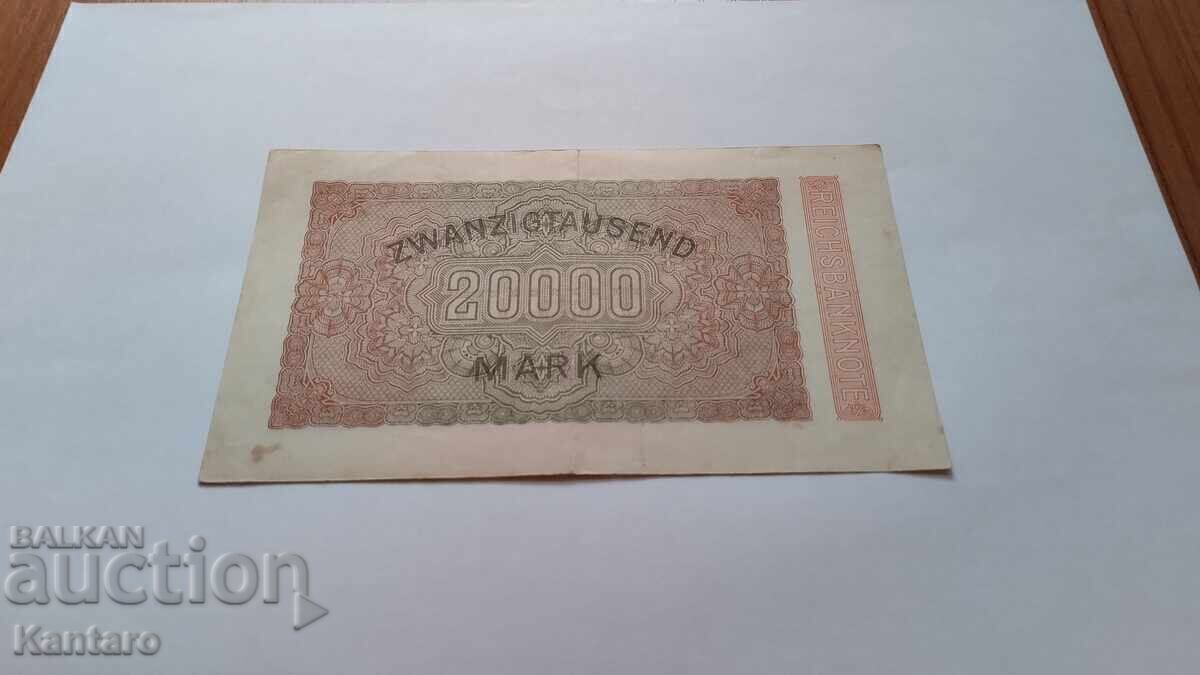 ZWANZIGTAUSEND
20000
MARK
REICHSBANKNOTE
BALKAN
auction
Kantaro